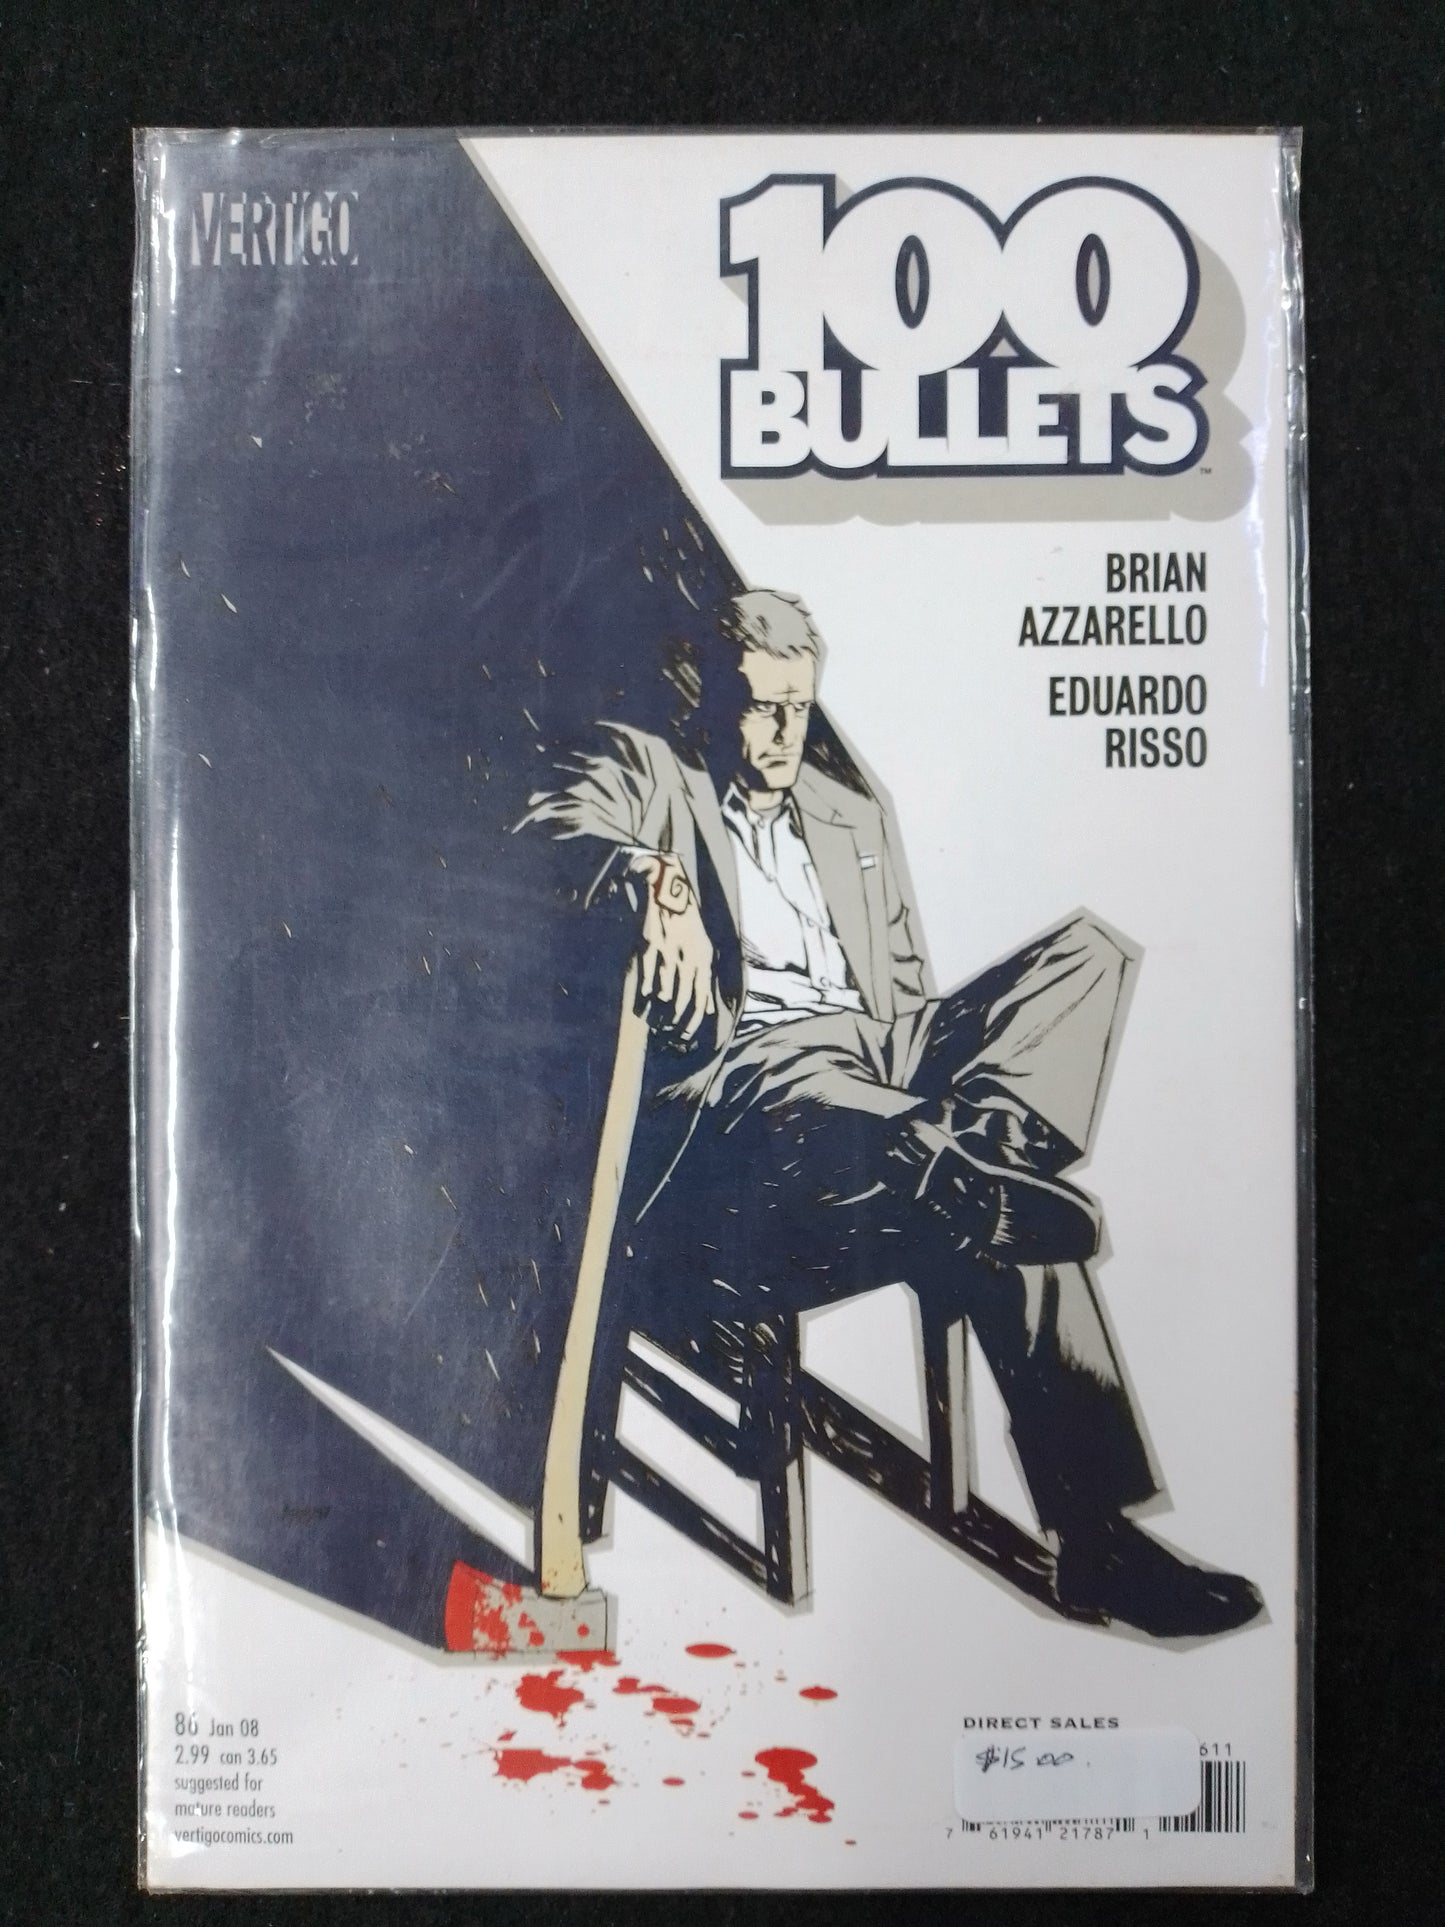 VERTIGO
100
BULLETS
™
BRIAN
AZZARELLO
EDUARDO
RISSO
86 Jan 08
2.99 can 3.65
suggested for
mature readers
vertigocomics.com
DIRECT SALES
$15.00.
611
7 61941 21787 1